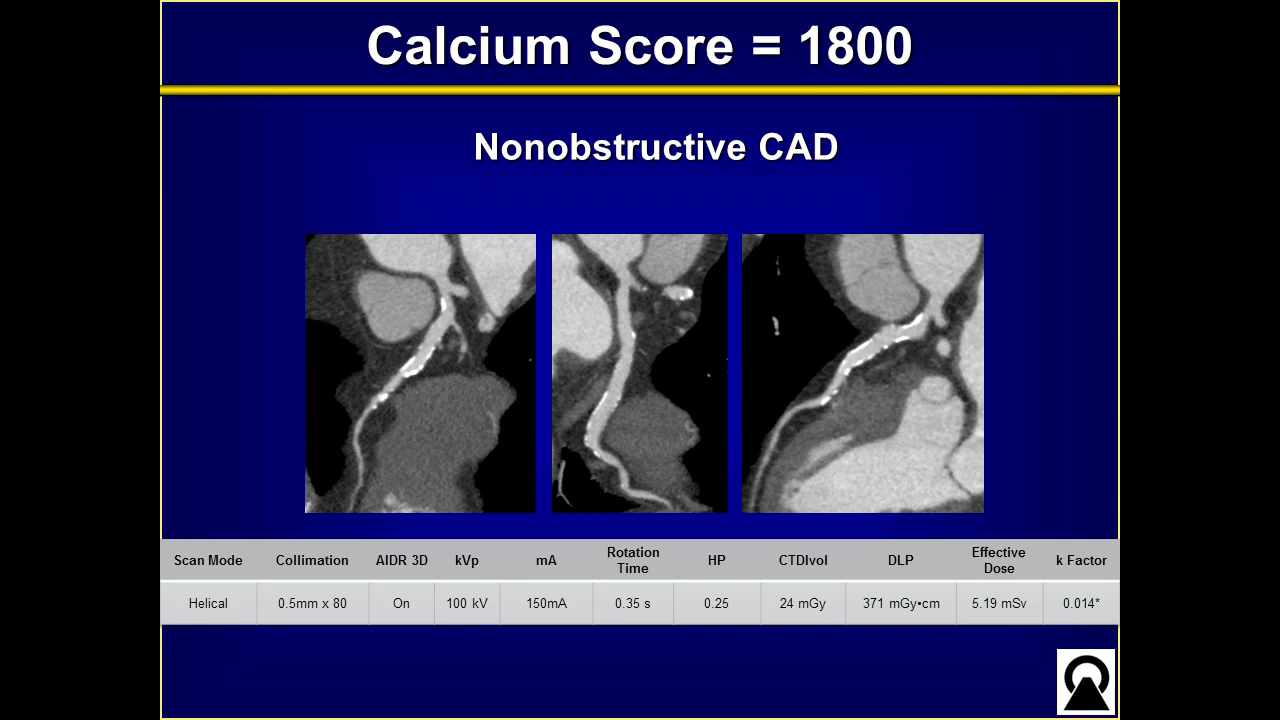 Calcium Score = 1800
Nonobstructive CAD
Scan Mode Collimation AIDR 3D kVp mA Rotation Time HP CTDIvol DLP Effective Dose k Factor
Helical 0.5mm x 80 On 100 kV 150mA 0.35 s 0.25 24 mGy 371 mGy•cm 5.19 mSv 0.014*